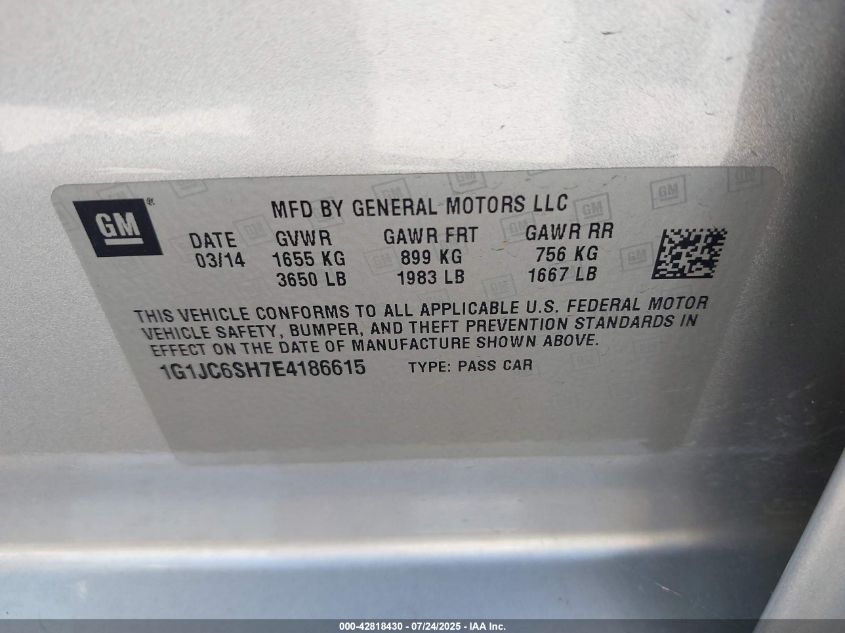 GM ®
MFD BY GENERAL MOTORS LLC
DATE GVWR GAWR FRT GAWR RR
03/14 1655 KG 899 KG 756 KG
3650 LB 1983 LB 1667 LB
THIS VEHICLE CONFORMS TO ALL APPLICABLE U.S. FEDERAL MOTOR
VEHICLE SAFETY, BUMPER, AND THEFT PREVENTION STANDARDS IN
EFFECT ON THE DATE OF MANUFACTURE SHOWN ABOVE.
1G1JC6SH7E4186615 TYPE: PASS CAR
000-42818430 - 07/24/2025 - IAA Inc.